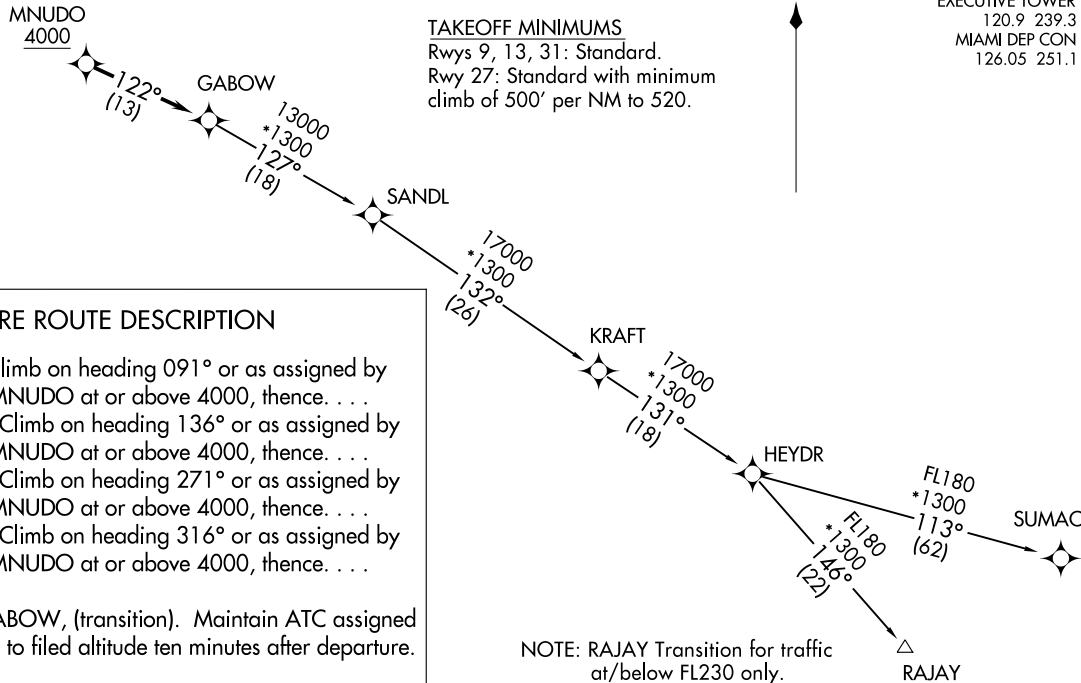 MNUDO
4000
TAKEOFF MINIMUMS
Rwys 9, 13, 31: Standard.
Rwy 27: Standard with minimum
climb of 500' per NM to 520.
EXECUTIVE TOWER
120.9 239.3
MIAMI DEP CON
126.05 251.1
122°
(13)
GABOW
13000
*1300
127°
(18)
SANDL
17000
*1300
132°
(26)
KRAFT
17000
*1300
131°
(18)
HEYDR
FL180
*1300
113°
(62)
SUMAC
FL180
*1300
146°
(22)
RAJAY
RE ROUTE DESCRIPTION
limb on heading 091° or as assigned by
MNUDO at or above 4000, thence. . . .
Climb on heading 136° or as assigned by
MNUDO at or above 4000, thence. . . .
Climb on heading 271° or as assigned by
MNUDO at or above 4000, thence. . . .
Climb on heading 316° or as assigned by
MNUDO at or above 4000, thence. . . .
ABOW, (transition). Maintain ATC assigned
to filed altitude ten minutes after departure.
NOTE: RAJAY Transition for traffic
at/below FL230 only.